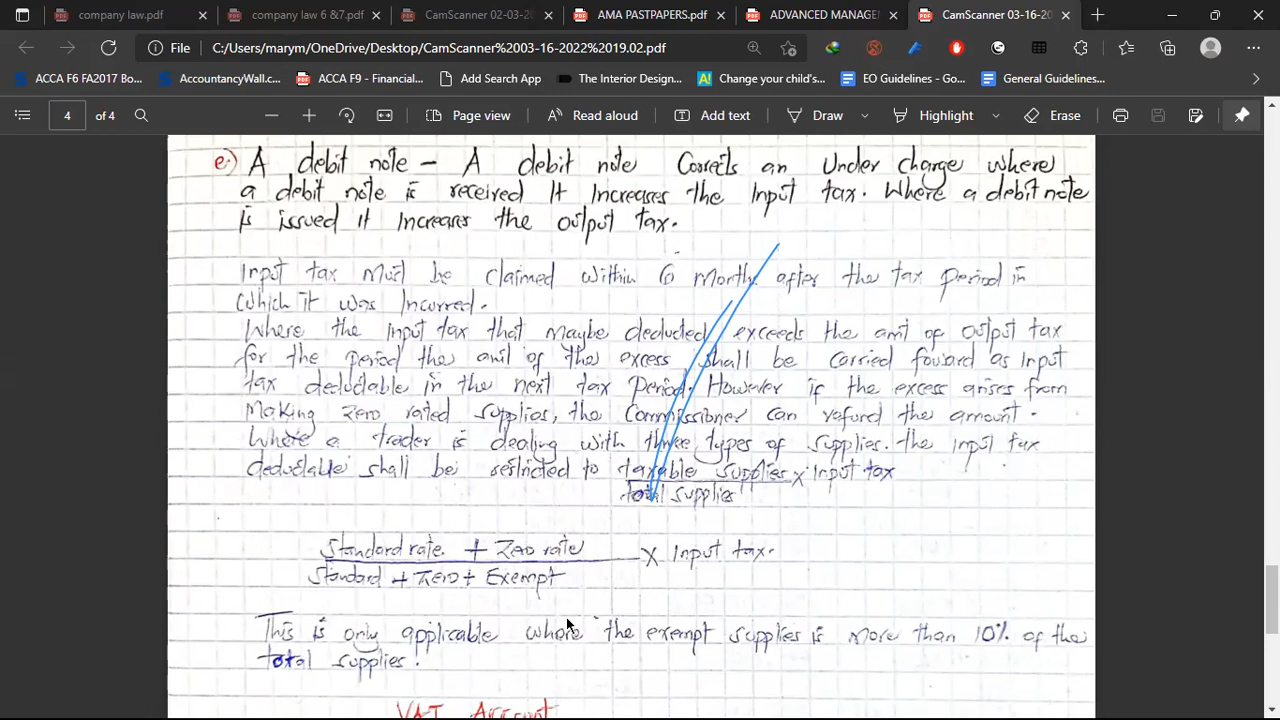 company law.pdf
company law 6 &7.pdf
CamScanner 02-03-20
AMA PASTPAPERS.pdf
ADVANCED MANAGE
CamScanner 03-16-20
File C:/Users/marym/OneDrive/Desktop/CamScanner%2003-16-2022%2019.02.pdf
ACCA F6 FA2017 Bo...
AccountancyWall.c...
ACCA F9 - Financial...
Add Search App
The Interior Design...
Change your child's...
EO Guidelines - Go...
General Guidelines...
4 of 4
Page view
Read aloud
Add text
Draw
Highlight
Erase
e.) A debit note - A debit note Corrects an Under charge where
a debit note is received It Increases the Input tax. Where a debit note
is issued it Increases the output tax.
Input tax must be claimed within 6 month after the tax period in
which it was Incurred.
Where the Input tax that maybe deducted exceeds the amt of output tax
for the period the amt of the excess shall be carried foward as input
tax deductable in the next tax period. However if the excess arises from
Making zero rated supplies, the Commissioner can refund the amount.
Where a trader is dealing with three types of supplies. the input tax
deductable shall be restricted to taxable supplies x Input tax
total supplies
Standard rate + Zero rate x Input tax.
Standard + Zero + Exempt
This is only applicable where the exempt supplies is more than 10% of the
total supplies.
VAT Account